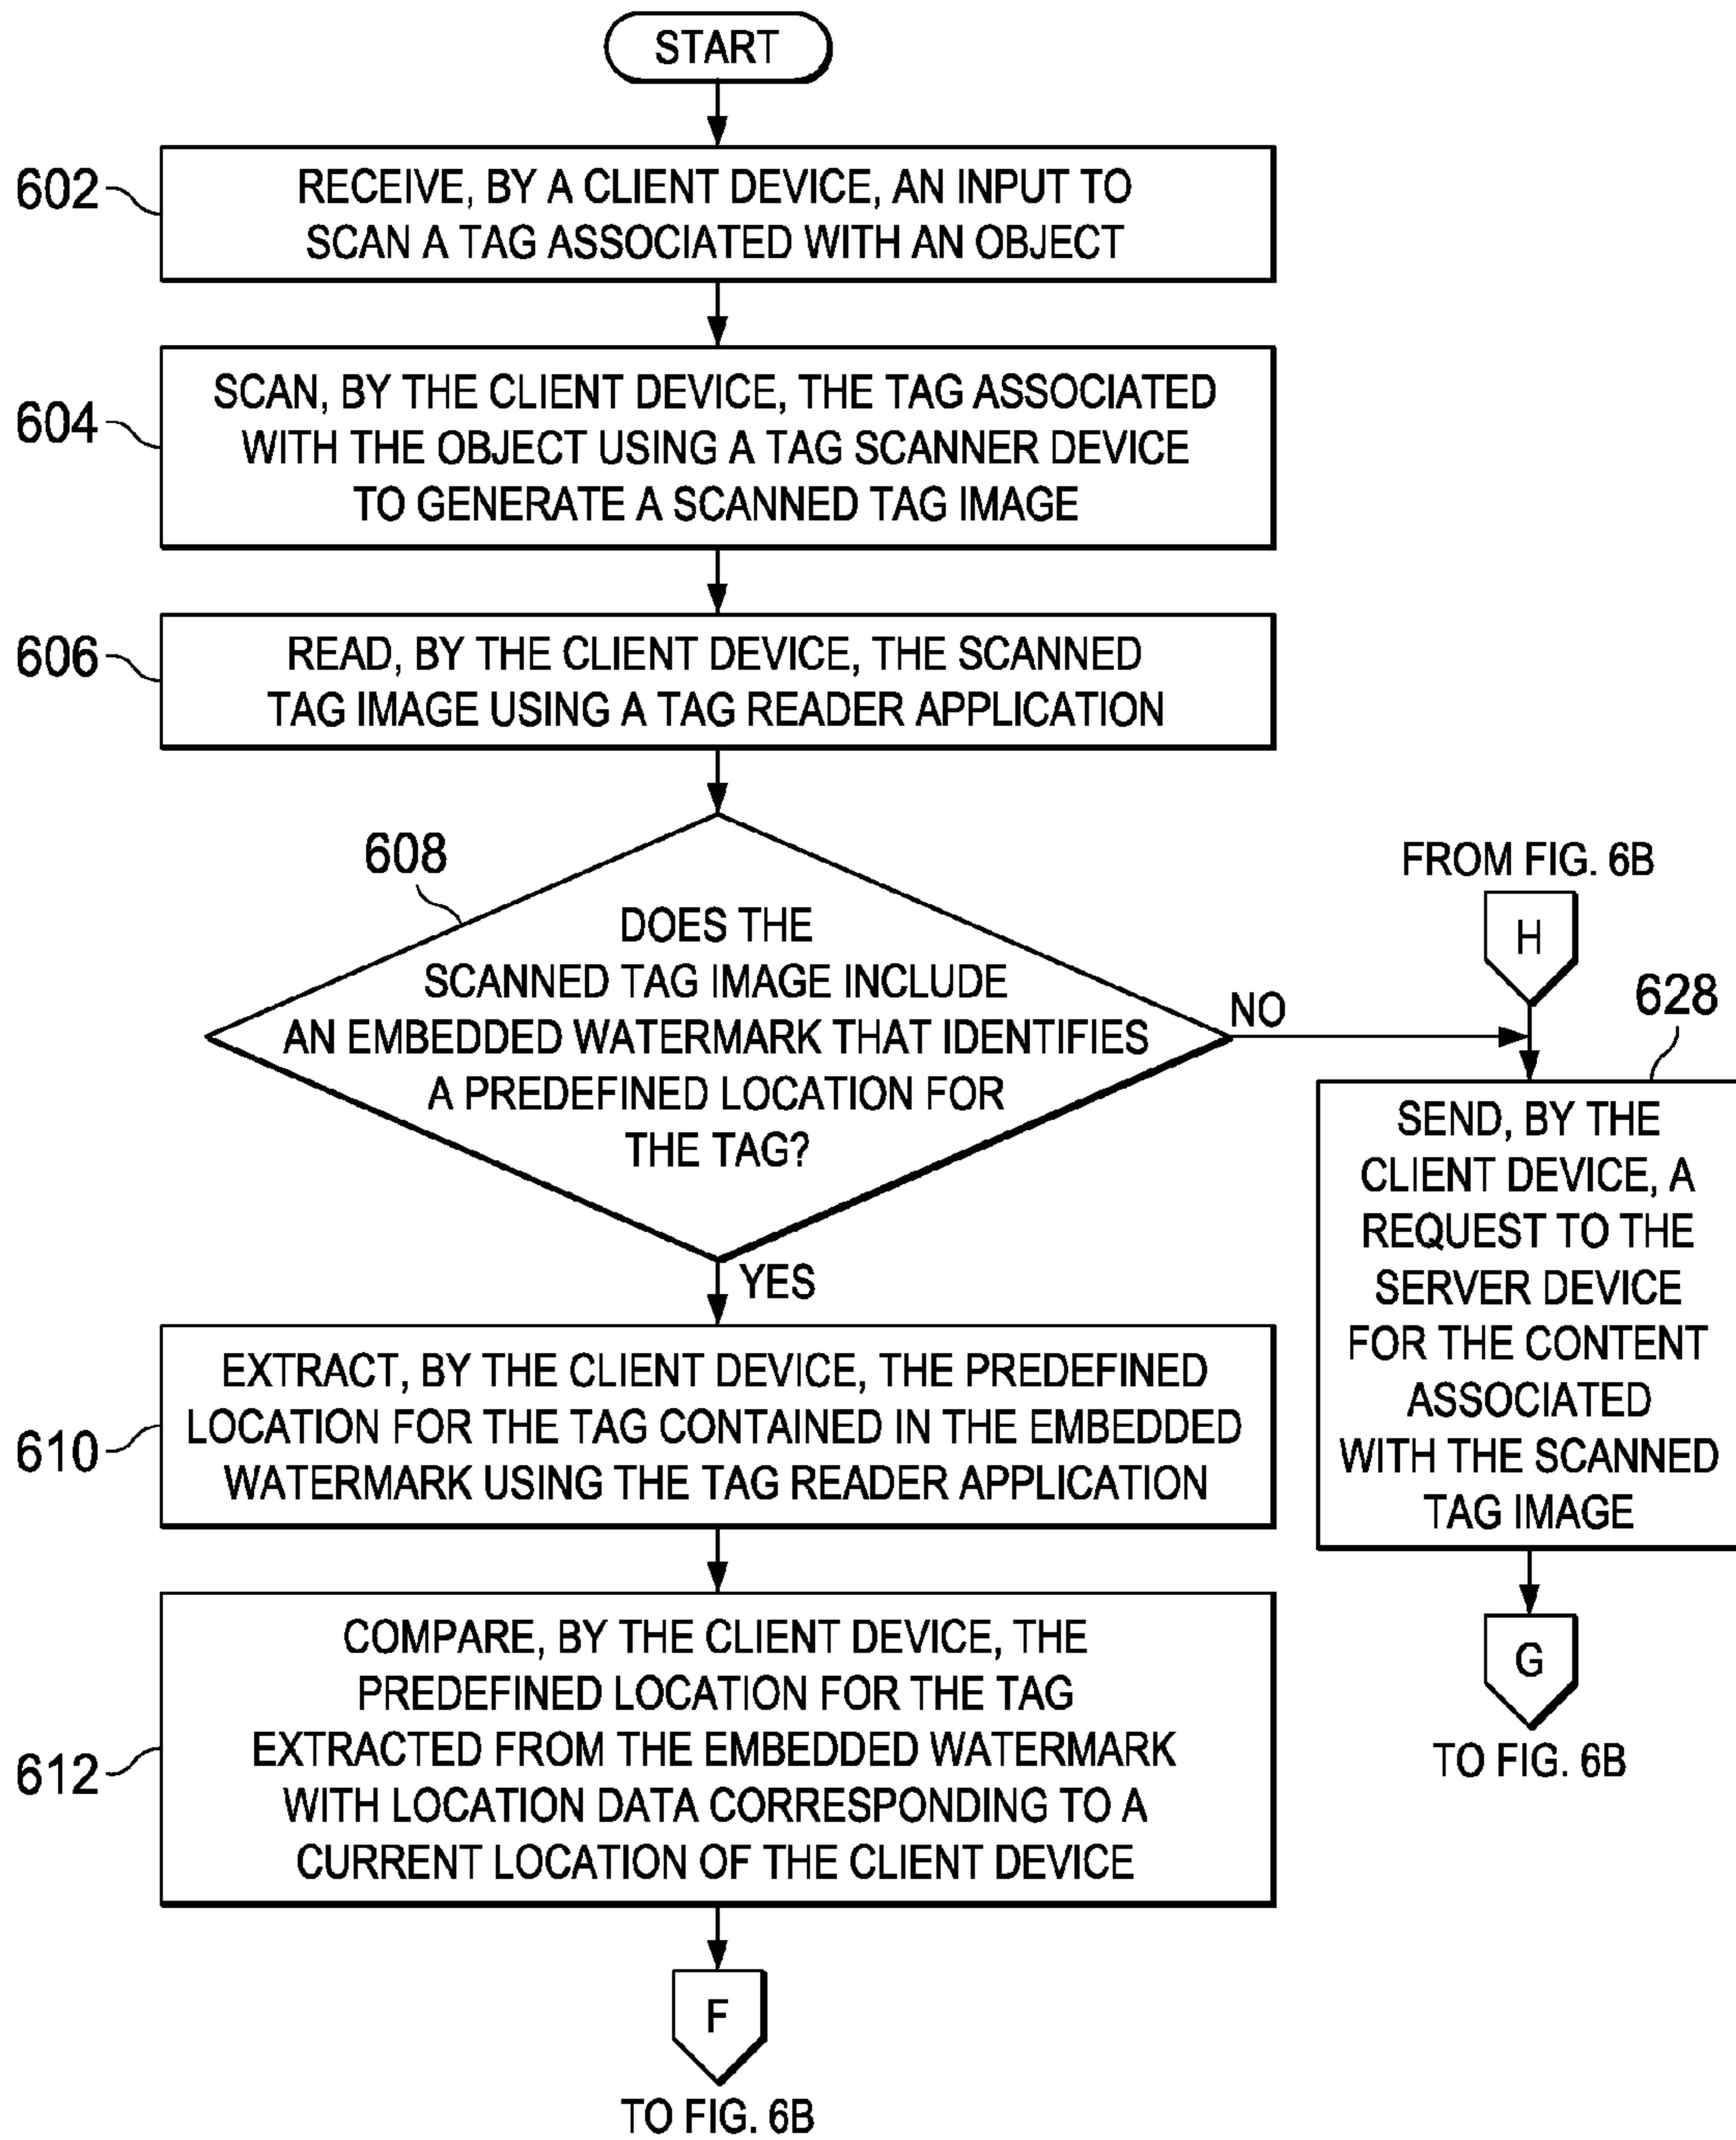 START
602
RECEIVE, BY A CLIENT DEVICE, AN INPUT TO
SCAN A TAG ASSOCIATED WITH AN OBJECT
604
SCAN, BY THE CLIENT DEVICE, THE TAG ASSOCIATED
WITH THE OBJECT USING A TAG SCANNER DEVICE
TO GENERATE A SCANNED TAG IMAGE
606
READ, BY THE CLIENT DEVICE, THE SCANNED
TAG IMAGE USING A TAG READER APPLICATION
608
DOES THE
SCANNED TAG IMAGE INCLUDE
AN EMBEDDED WATERMARK THAT IDENTIFIES
A PREDEFINED LOCATION FOR
THE TAG?
NO
YES
FROM FIG. 6B
H
628
SEND, BY THE
CLIENT DEVICE, A
REQUEST TO THE
SERVER DEVICE
FOR THE CONTENT
ASSOCIATED
WITH THE SCANNED
TAG IMAGE
G
TO FIG. 6B
610
EXTRACT, BY THE CLIENT DEVICE, THE PREDEFINED
LOCATION FOR THE TAG CONTAINED IN THE EMBEDDED
WATERMARK USING THE TAG READER APPLICATION
612
COMPARE, BY THE CLIENT DEVICE, THE
PREDEFINED LOCATION FOR THE TAG
EXTRACTED FROM THE EMBEDDED WATERMARK
WITH LOCATION DATA CORRESPONDING TO A
CURRENT LOCATION OF THE CLIENT DEVICE
F
TO FIG. 6B